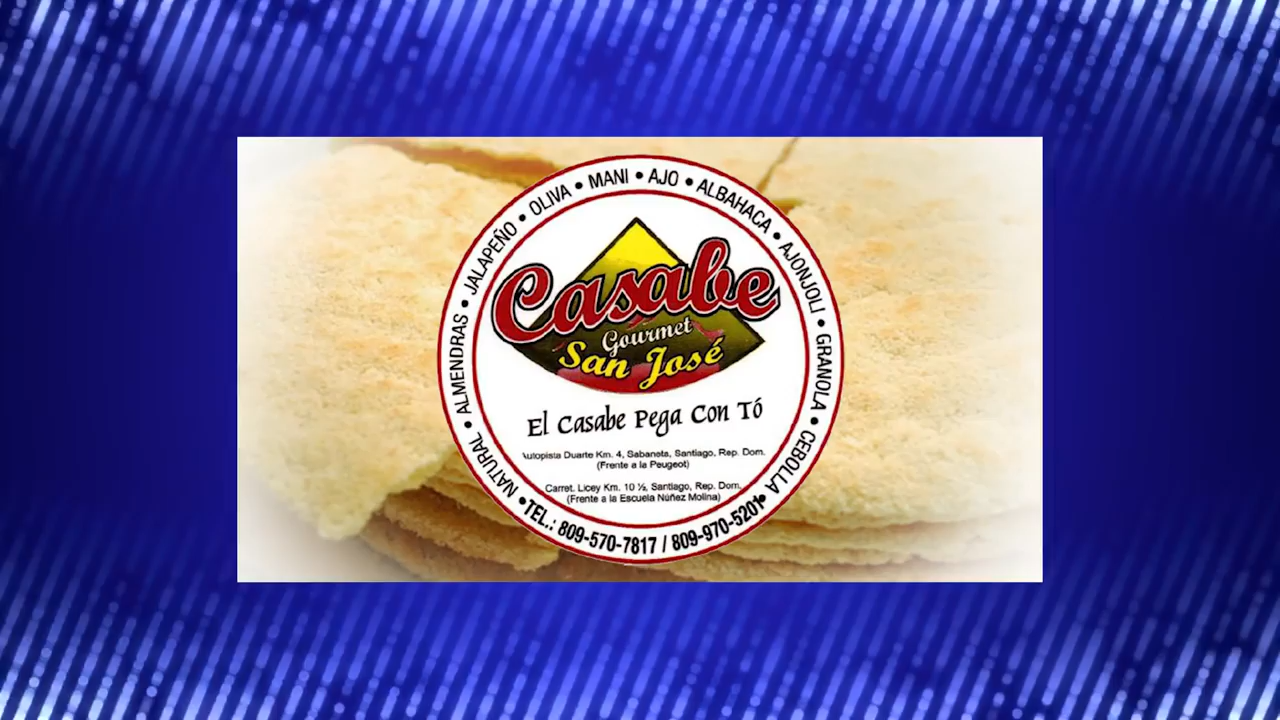 NATURAL • ALMENDRAS • JALAPEÑO • OLIVA • MANI • AJO • ALBAHACA • AJONJOLI • GRANOLA • CEBOLLA
Casabe
Gourmet
San José
El Casabe Pega Con Tó
utopista Duarte Km. 4, Sabaneta, Santiago, Rep. Dom.
(Frente a la Peugeot)
Carret. Licey Km. 10 ½, Santiago, Rep. Dom.
(Frente a la Escuela Núñez Molina)
•TEL.: 809-570-7817 / 809-970-5201•